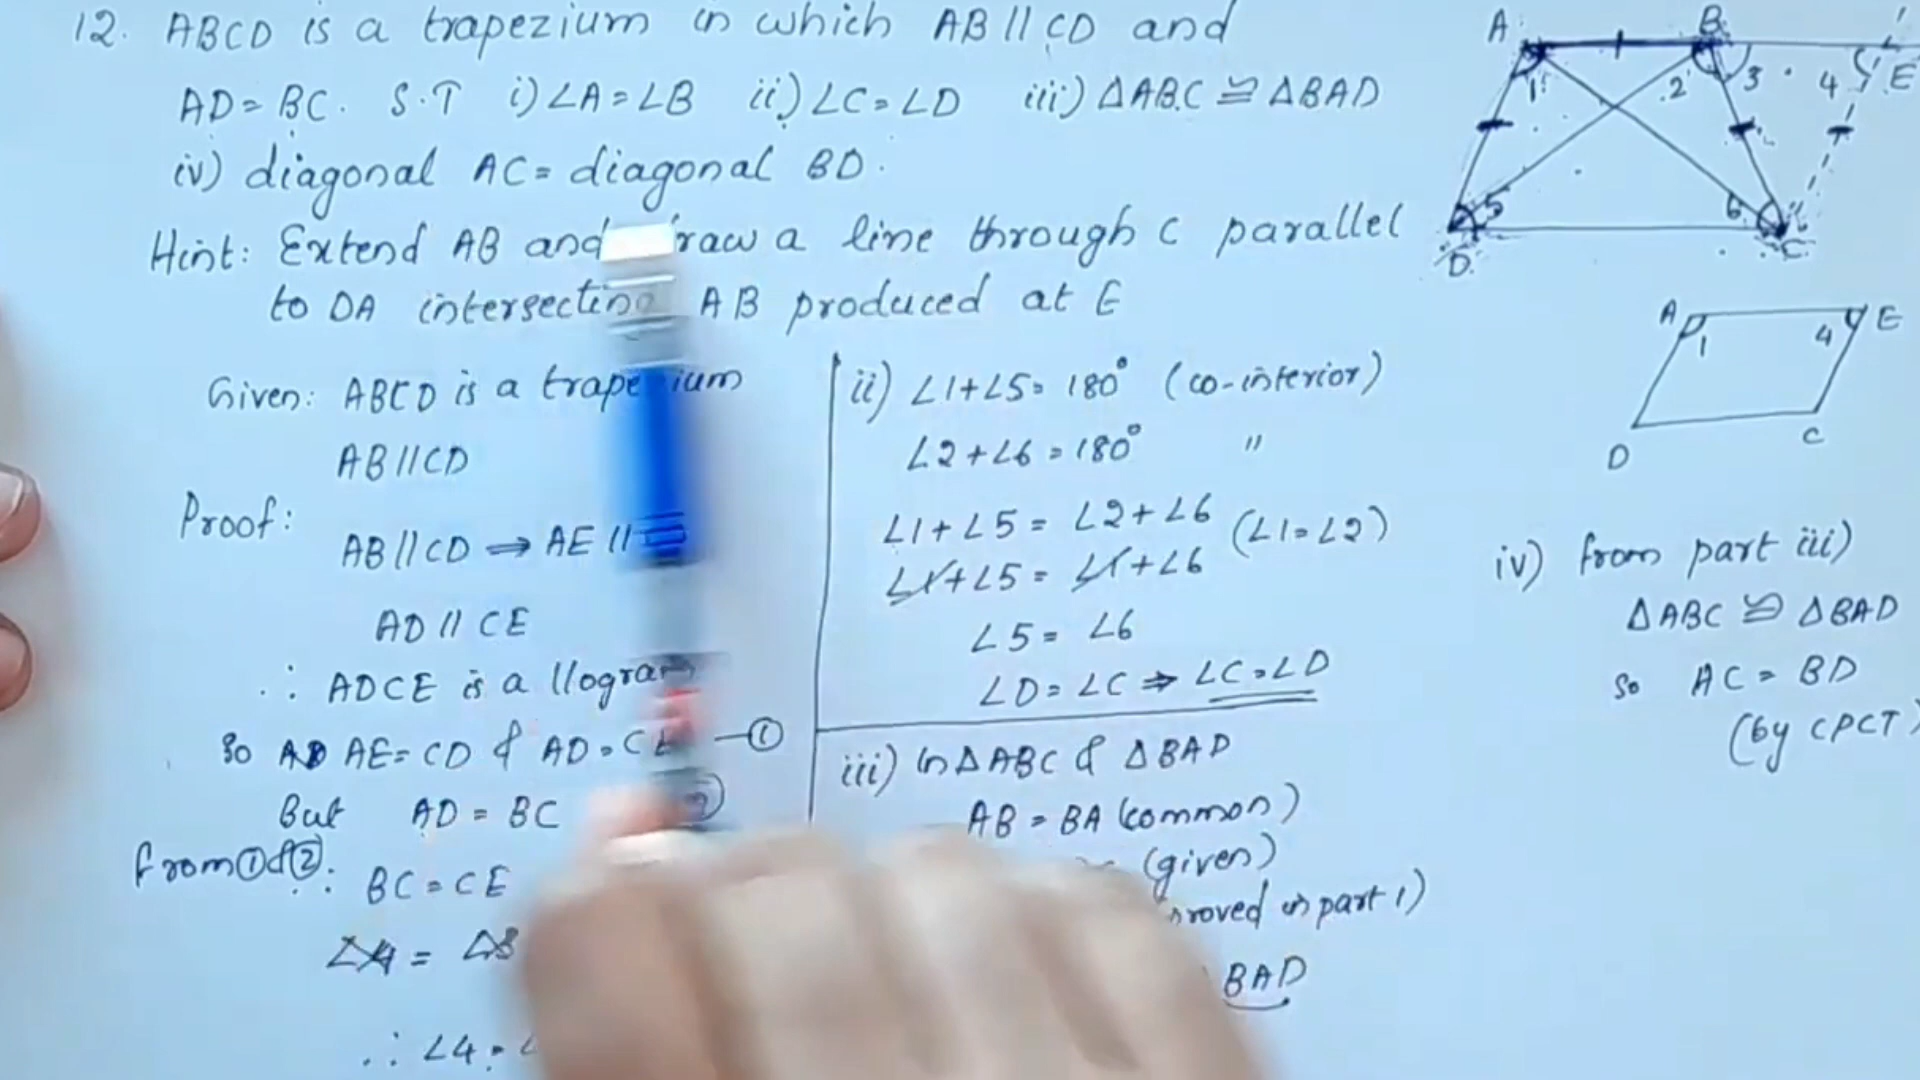 12. ABCD is a trapezium in which AB // CD and
AD = BC. S.T i) ∠A = ∠B ii) ∠C = ∠D iii) ΔABC ≅ ΔBAD
iv) diagonal AC = diagonal BD.
Hint: Extend AB and raw a line through C parallel
to DA intersecting AB produced at E
Given: ABCD is a trapezium
AB // CD
Proof:
AB // CD ⇒ AE //
AD // CE
∴ ADCE is a llogram
So AE = CD & AD = CE —①
But AD = BC ②
from ① & ②: BC = CE
∠4 = ∠3
∴ ∠4 = ∠
ii) ∠1 + ∠5 = 180° (co-interior)
∠2 + ∠6 = 180° "
∠1 + ∠5 = ∠2 + ∠6 (∠1 = ∠2)
∠1 + ∠5 = ∠1 + ∠6
∠5 = ∠6
∠D = ∠C ⇒ ∠C = ∠D
iii) In ΔABC & ΔBAD
AB = BA (common)
(given)
proved in part 1)
BAD
A B E
1 2 3 4
5 6
D C
A E
1 4
D C
iv) from part iii)
ΔABC ≅ ΔBAD
So AC = BD
(by CPCT)